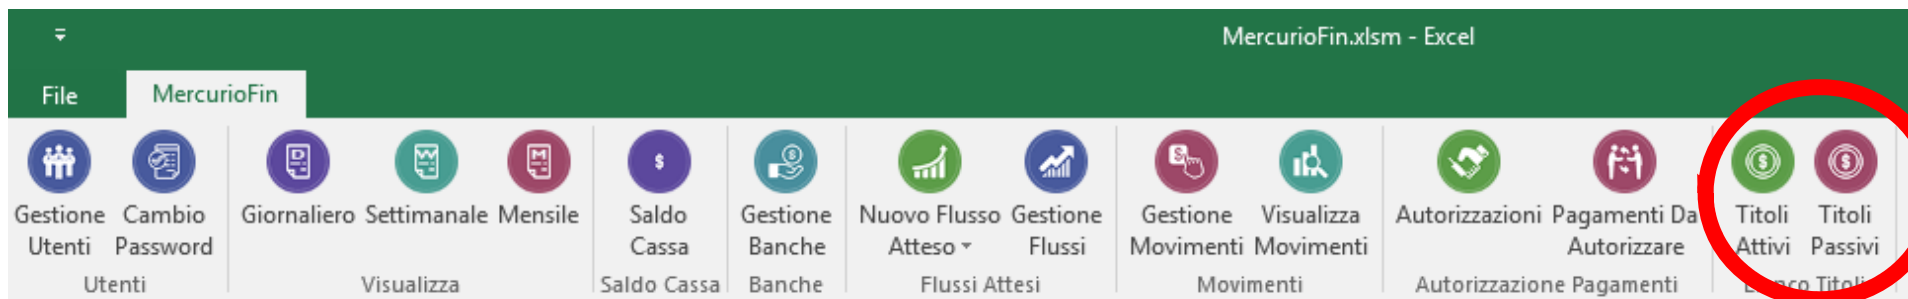 MercurioFin.xlsm - Excel
File MercurioFin
Gestione Utenti
Cambio Password
Giornaliero
Settimanale
Mensile
Saldo Cassa
Gestione Banche
Nuovo Flusso Atteso
Gestione Flussi
Gestione Movimenti
Visualizza Movimenti
Autorizzazioni
Pagamenti Da Autorizzare
Titoli Attivi
Titoli Passivi
Utenti
Visualizza
Saldo Cassa
Banche
Flussi Attesi
Movimenti
Autorizzazione Pagamenti